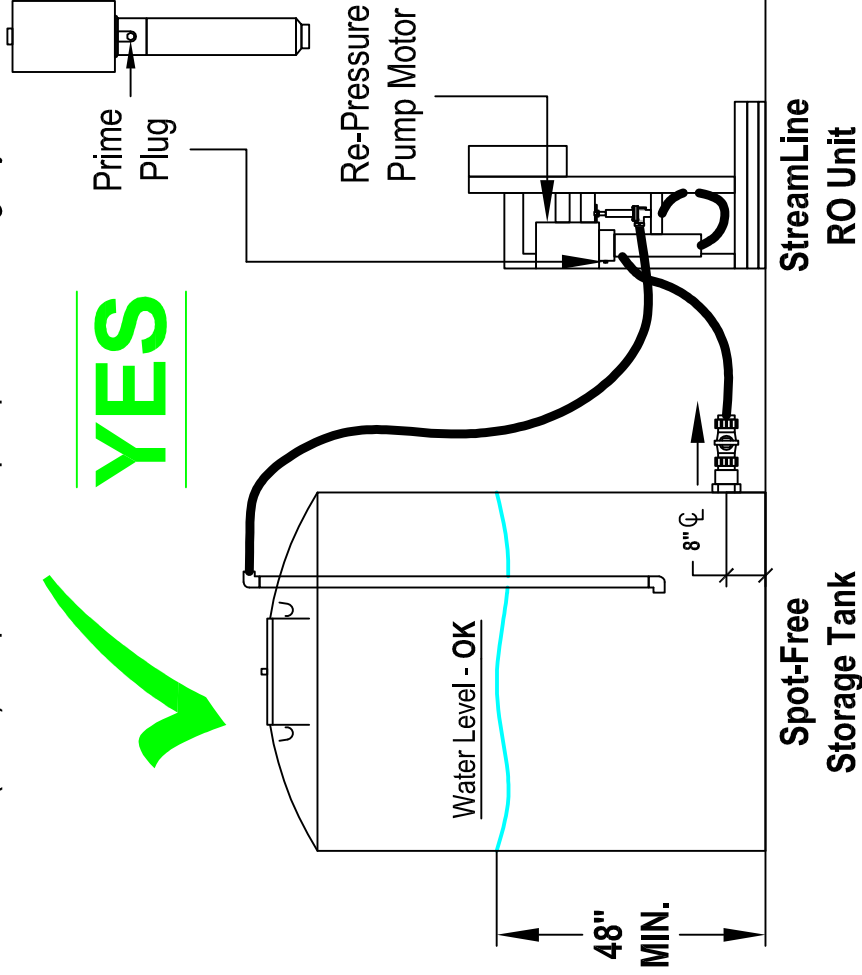 YES
Prime
Plug
Re-Pressure
Pump Motor
Water Level - OK
8" ℄
48"
MIN.
Spot-Free
Storage Tank
StreamLine
RO Unit